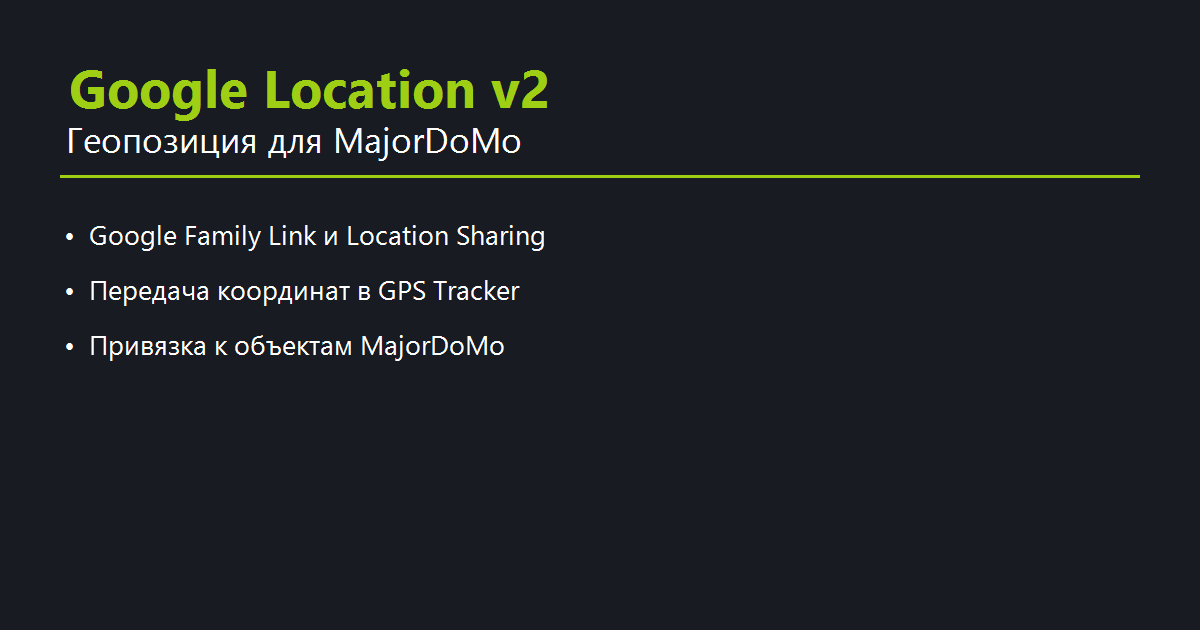 Google Location v2
Геопозиция для MajorDoMo
• Google Family Link и Location Sharing
• Передача координат в GPS Tracker
• Привязка к объектам MajorDoMo